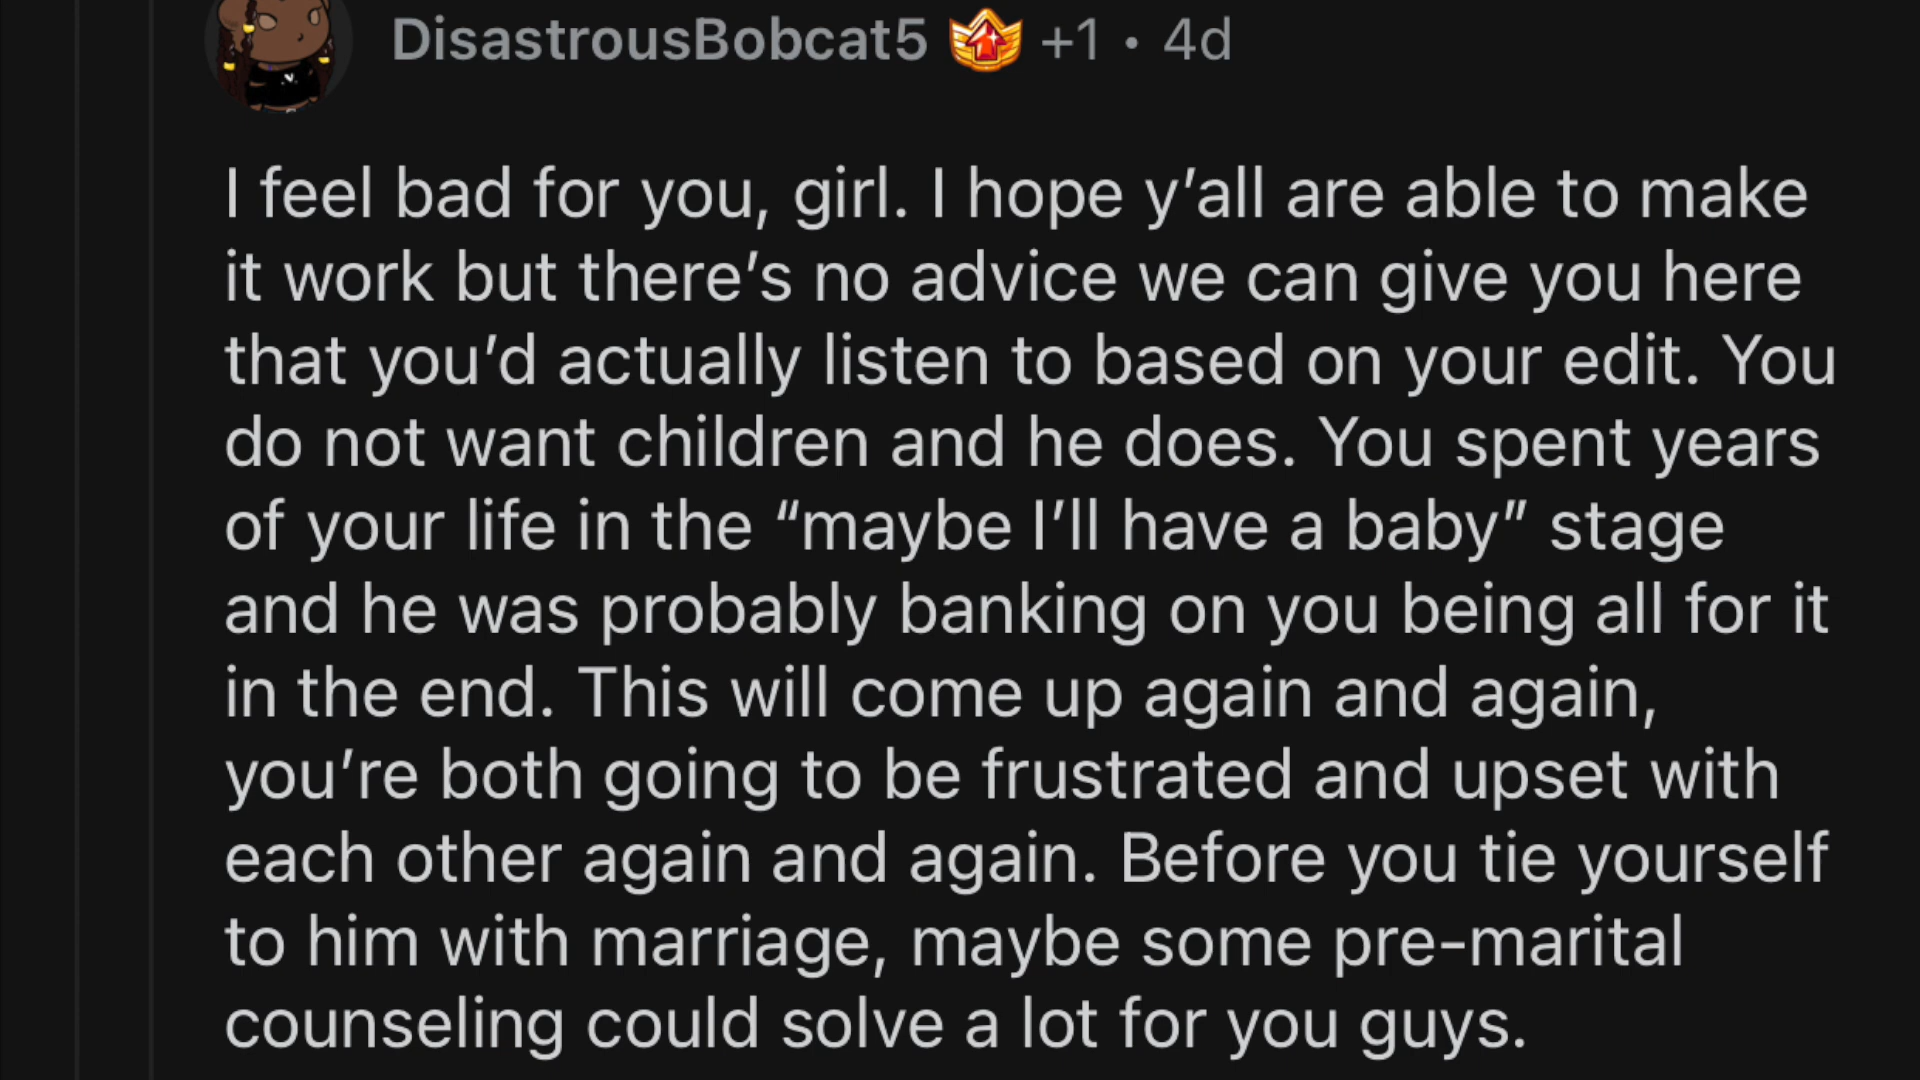 DisastrousBobcat5 +1 • 4d
I feel bad for you, girl. I hope y’all are able to make
it work but there’s no advice we can give you here
that you’d actually listen to based on your edit. You
do not want children and he does. You spent years
of your life in the “maybe I’ll have a baby” stage
and he was probably banking on you being all for it
in the end. This will come up again and again,
you’re both going to be frustrated and upset with
each other again and again. Before you tie yourself
to him with marriage, maybe some pre-marital
counseling could solve a lot for you guys.